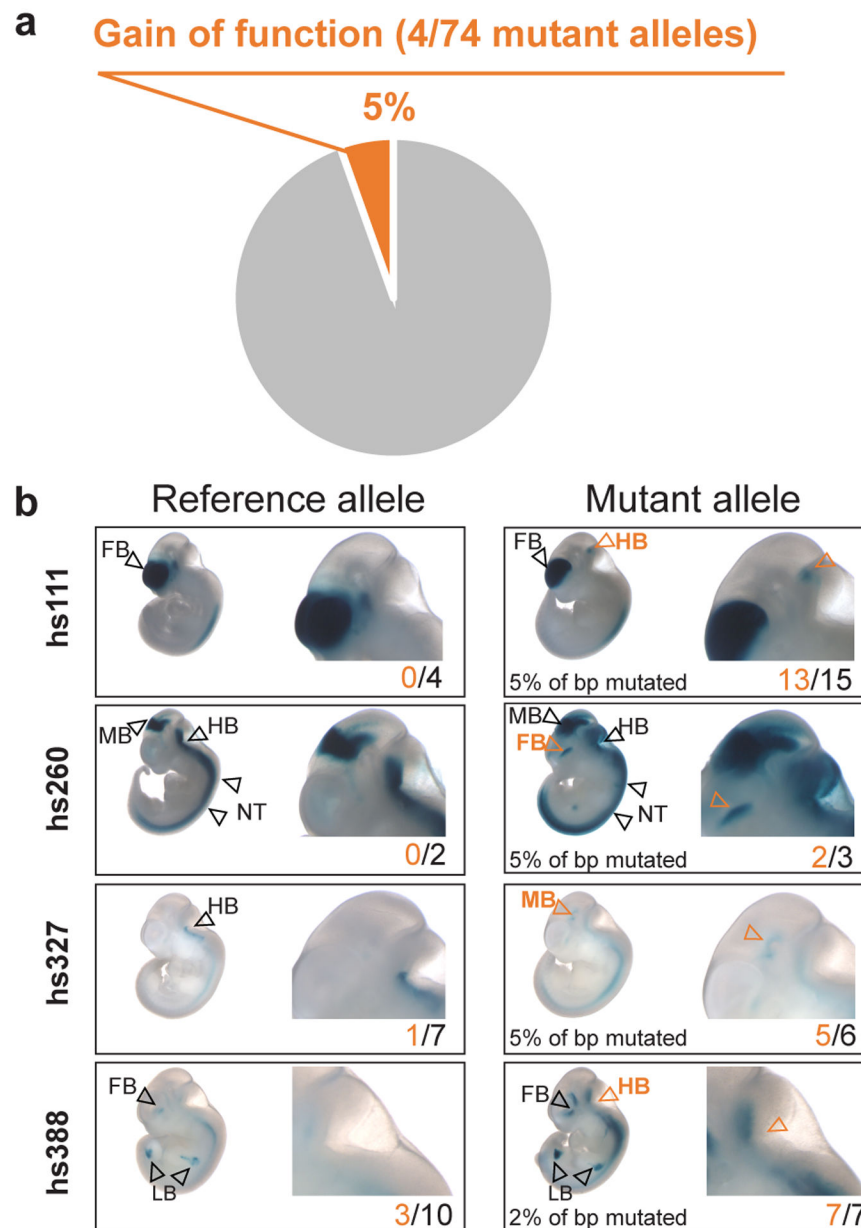 a
Gain of function (4/74 mutant alleles)
5%
b
Reference allele
Mutant allele
hs111
FB
0/4
FB
HB
5% of bp mutated
13/15
hs260
MB
HB
NT
0/2
MB
HB
FB
NT
5% of bp mutated
2/3
hs327
HB
1/7
MB
5% of bp mutated
5/6
hs388
FB
LB
3/10
FB
HB
LB
2% of bp mutated
7/7